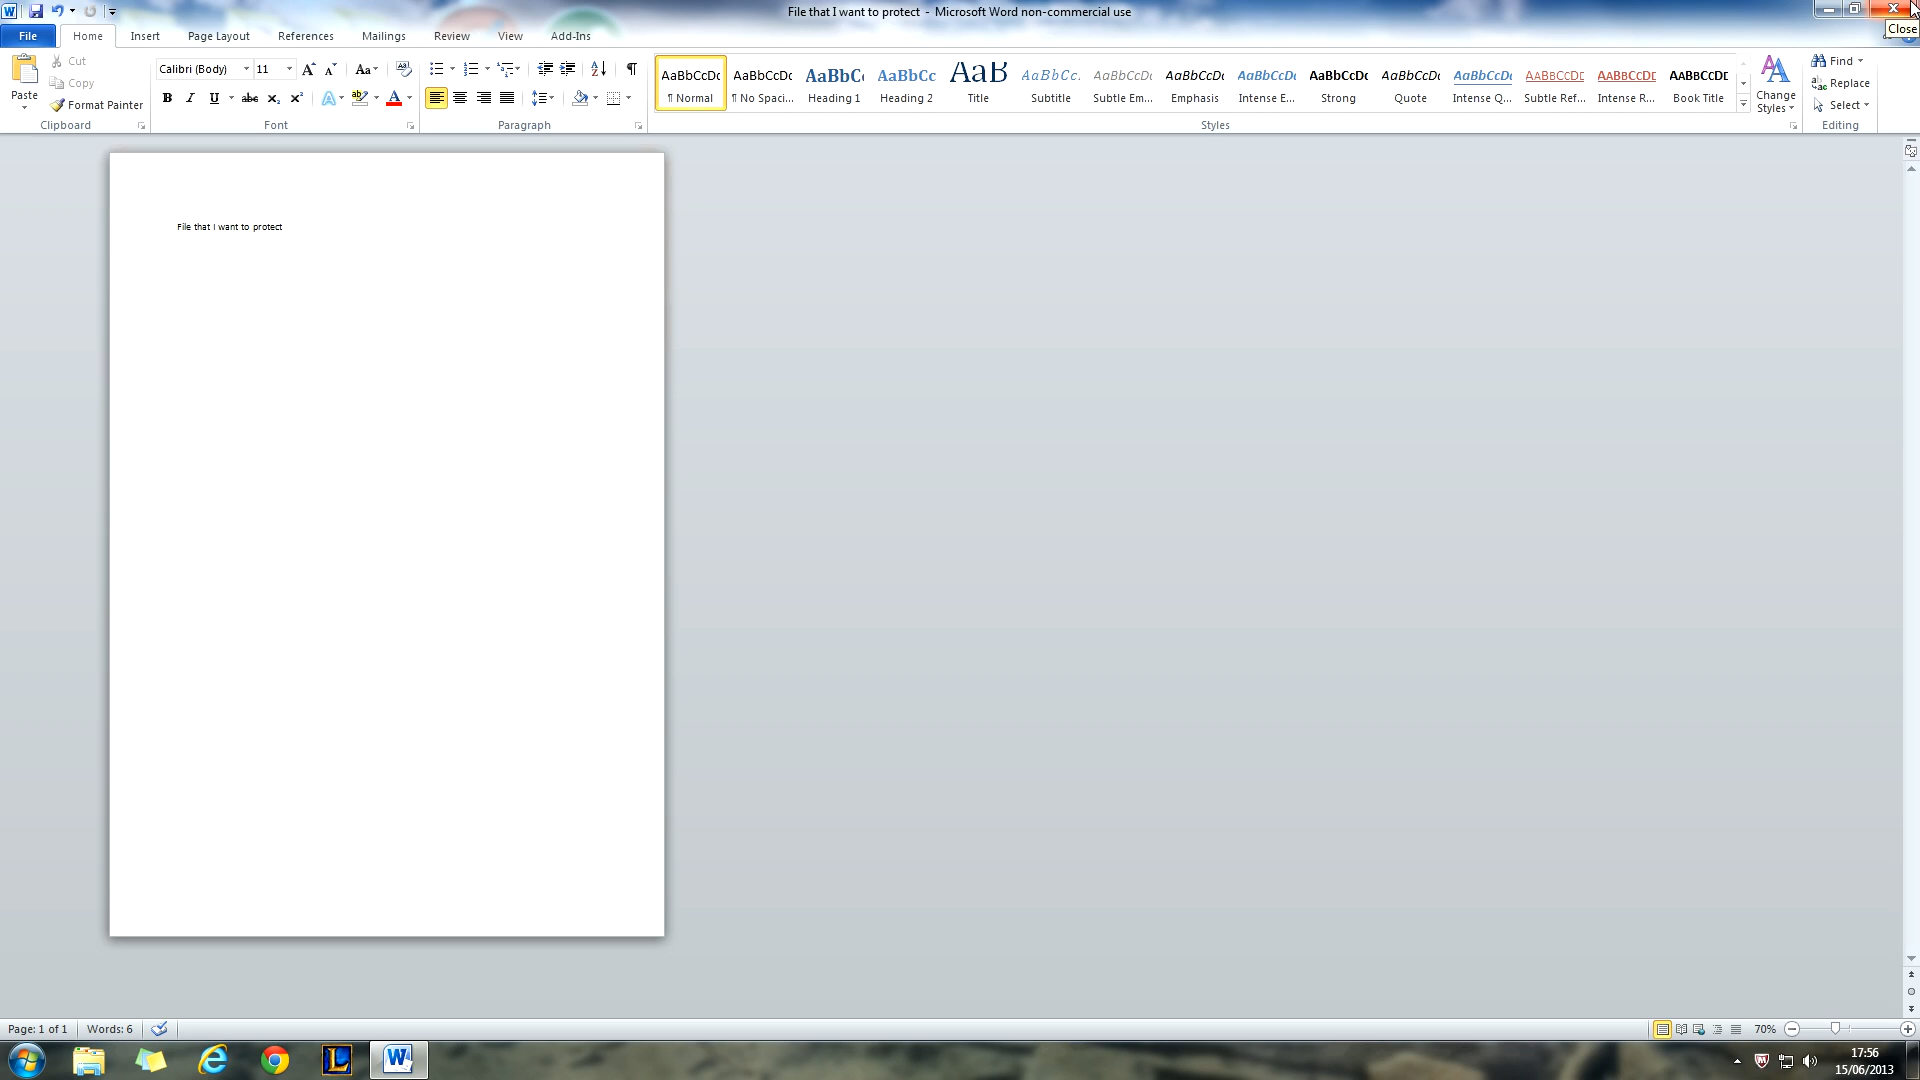 File that I want to protect - Microsoft Word non-commercial use
Close
File Home Insert Page Layout References Mailings Review View Add-Ins
Paste
Cut
Copy
Format Painter
Clipboard
Calibri (Body) 11
Font
Paragraph
AaBbCcDc AaBbCcDc AaBbCc AaBbCc AaB AaBbCc. AaBbCcDc AaBbCcDc AaBbCcDc AaBbCcDc AaBbCcDc AaBbCcDc AABBCCDE AABBCCDE AABBCCDE
¶ Normal ¶ No Spaci... Heading 1 Heading 2 Title Subtitle Subtle Em... Emphasis Intense E... Strong Quote Intense Q... Subtle Ref... Intense R... Book Title
Styles
Change
Styles
Find
Replace
Select
Editing
File that I want to protect
Page: 1 of 1 Words: 6
70%
17:56
15/06/2013